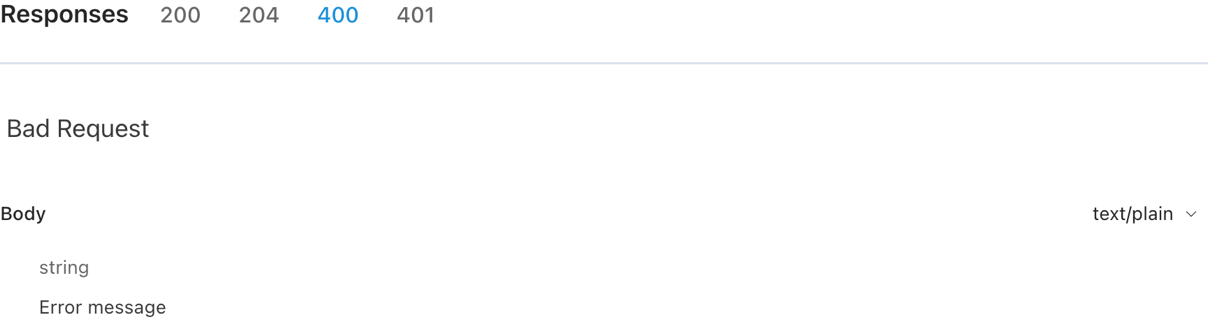 Responses 200 204 400 401
Bad Request
Body text/plain
string
Error message